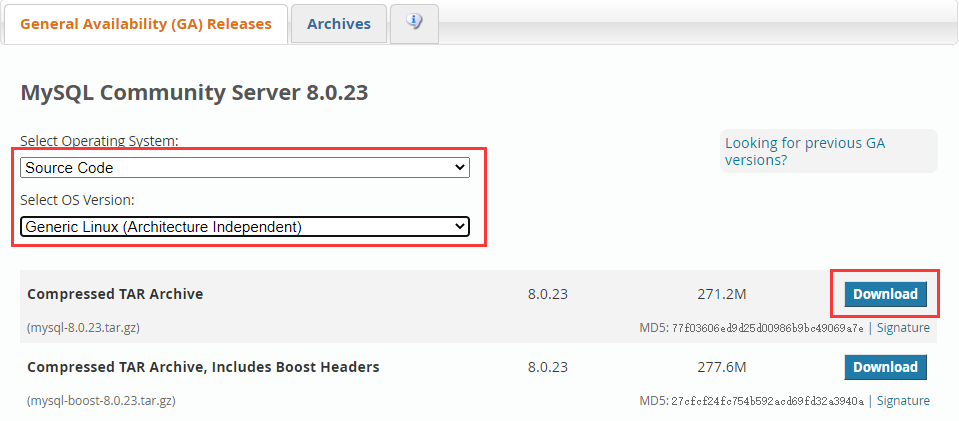 General Availability (GA) Releases
Archives
MySQL Community Server 8.0.23
Select Operating System:
Looking for previous GA
versions?
Source Code
Select OS Version:
Generic Linux (Architecture Independent)
Compressed TAR Archive 8.0.23 271.2M Download
(mysql-8.0.23.tar.gz) MD5: 77f03606ed9d25d00986b9bc49069a7e | Signature
Compressed TAR Archive, Includes Boost Headers 8.0.23 277.6M Download
(mysql-boost-8.0.23.tar.gz) MD5: 27cfcf24fc754b592acd69fd32a3940a | Signature